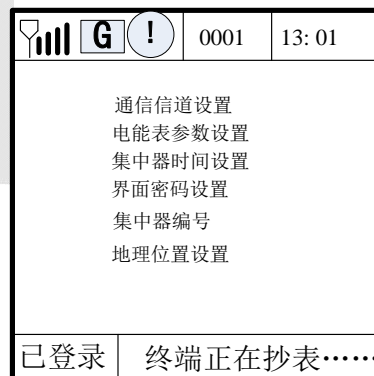 G ! 0001 13: 01
通信信道设置
电能表参数设置
集中器时间设置
界面密码设置
集中器编号
地理位置设置
已登录 终端正在抄表······